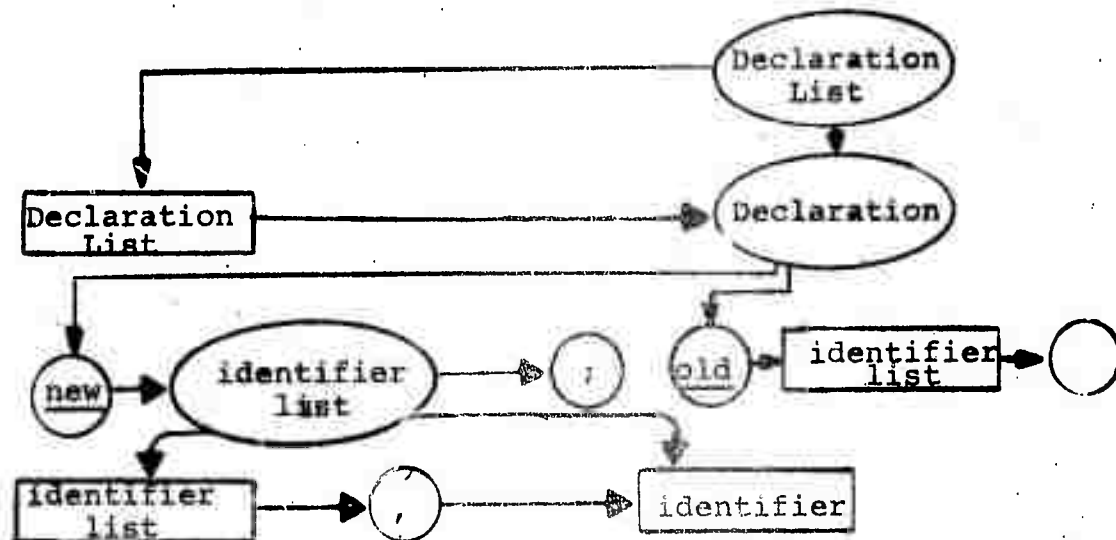 Declaration
List
Declaration
List
Declaration
new
identifier
list
;
old
identifier
list
identifier
list
,
identifier